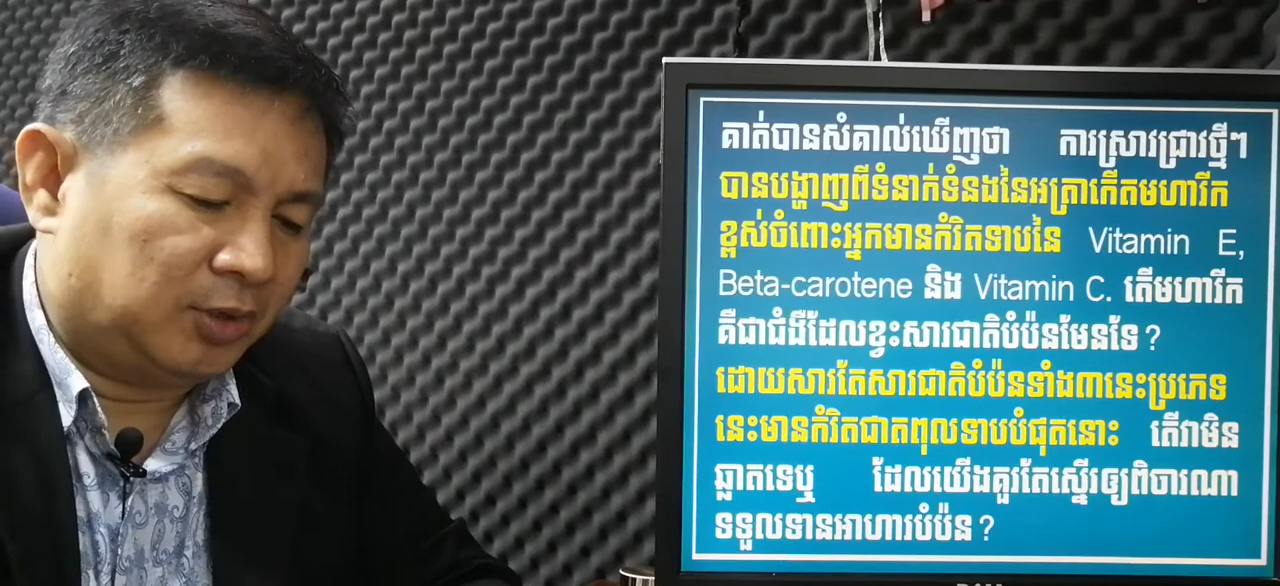 គាត់បានសំគាល់ឃើញថា ការស្រាវជ្រាវថ្មីៗ
បានបង្ហាញពីទំនាក់ទំនងនៃអត្រាកើតមហារីក
ខ្ពស់ចំពោះអ្នកមានកំរិតទាបនៃ Vitamin E,
Beta-carotene និង Vitamin C. តើមហារីក
គឺជាជំងឺដែលខ្វះសារជាតិបំប៉នមែនទែ ?
ដោយសារតែសារជាតិបំប៉នទាំង៣នេះប្រភេទ
នេះមានកំរិតជាតពុលទាបបំផុតនោះ តើវាមិន
ឆ្លាតទេឬ ដែលយើងគួរតែស្នើរឲ្យពិចារណា
ទទួលទានអាហារបំប៉ន ?